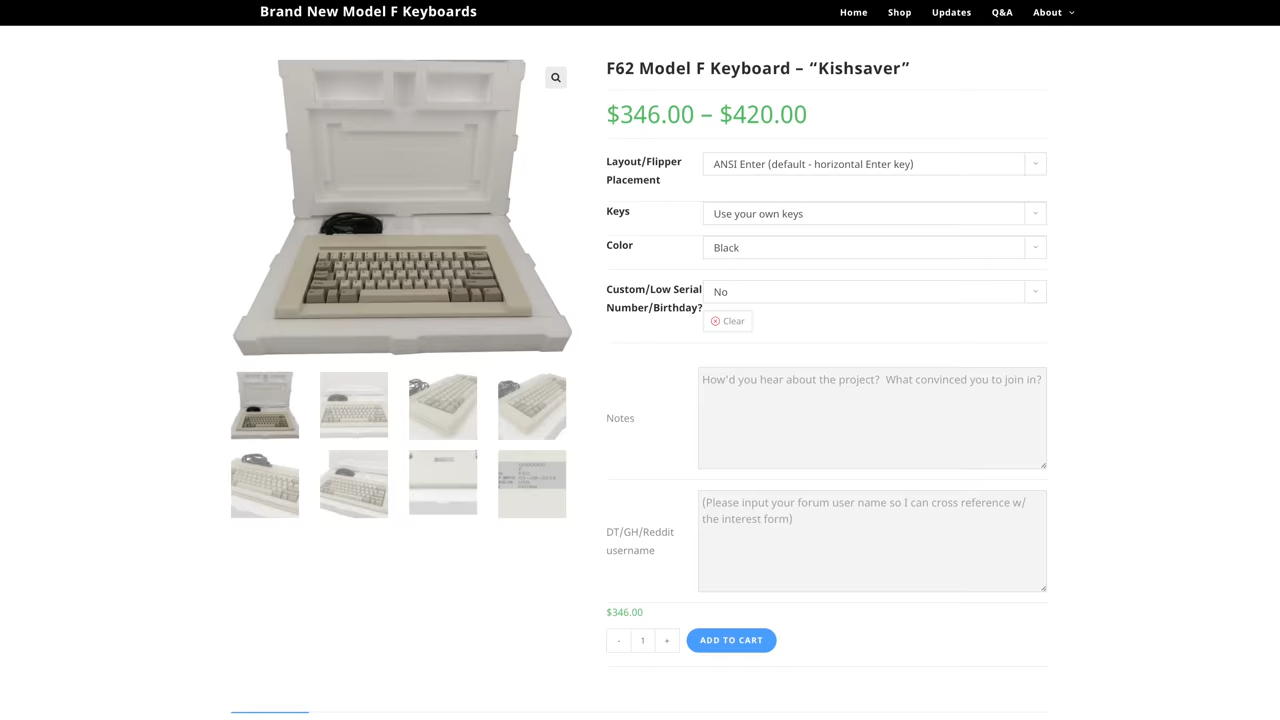 Brand New Model F Keyboards
Home Shop Updates Q&A About
F62 Model F Keyboard – “Kishsaver”
$346.00 – $420.00
Layout/Flipper Placement
ANSI Enter (default - horizontal Enter key)
Keys
Use your own keys
Color
Black
Custom/Low Serial Number/Birthday?
No
Clear
Notes
How'd you hear about the project?  What convinced you to join in?
DT/GH/Reddit username
(Please input your forum user name so I can cross reference w/
the interest form)
$346.00
- 1 +
ADD TO CART